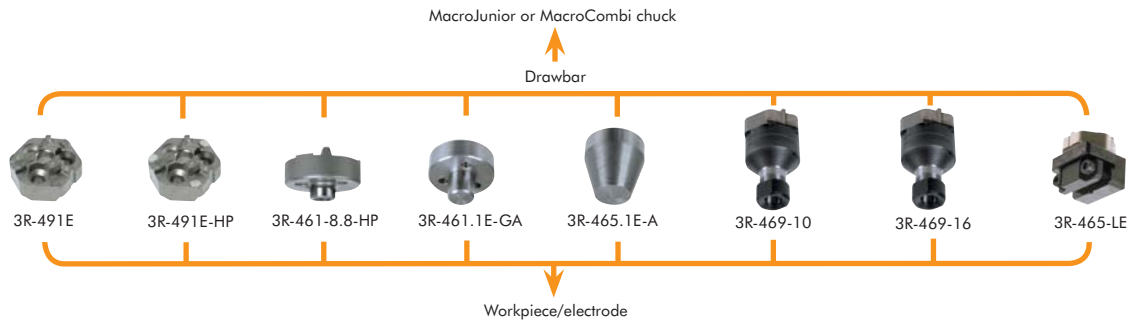 MacroJunior or MacroCombi chuck
Drawbar
3R-491E
3R-491E-HP
3R-461-8.8-HP
3R-461.1E-GA
3R-465.1E-A
3R-469-10
3R-469-16
3R-465-LE
Workpiece/electrode